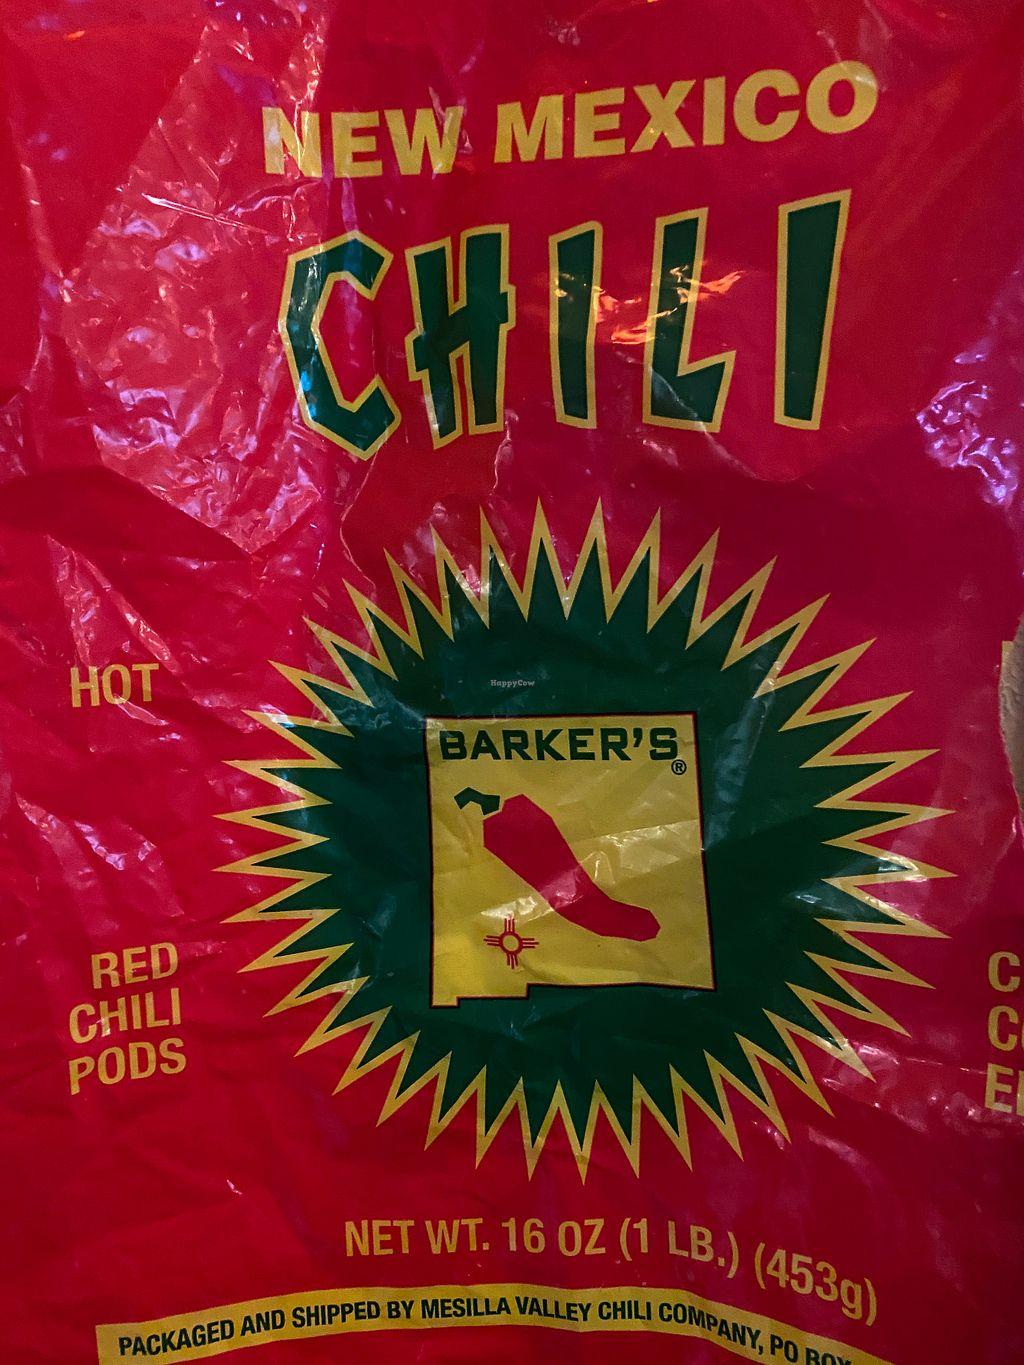 NEW MEXICO
CHILI
HOT
HappyCow
BARKER'S
®
RED
CHILI
PODS
NET WT. 16 OZ (1 LB.) (453g)
PACKAGED AND SHIPPED BY MESILLA VALLEY CHILI COMPANY, PO BOX